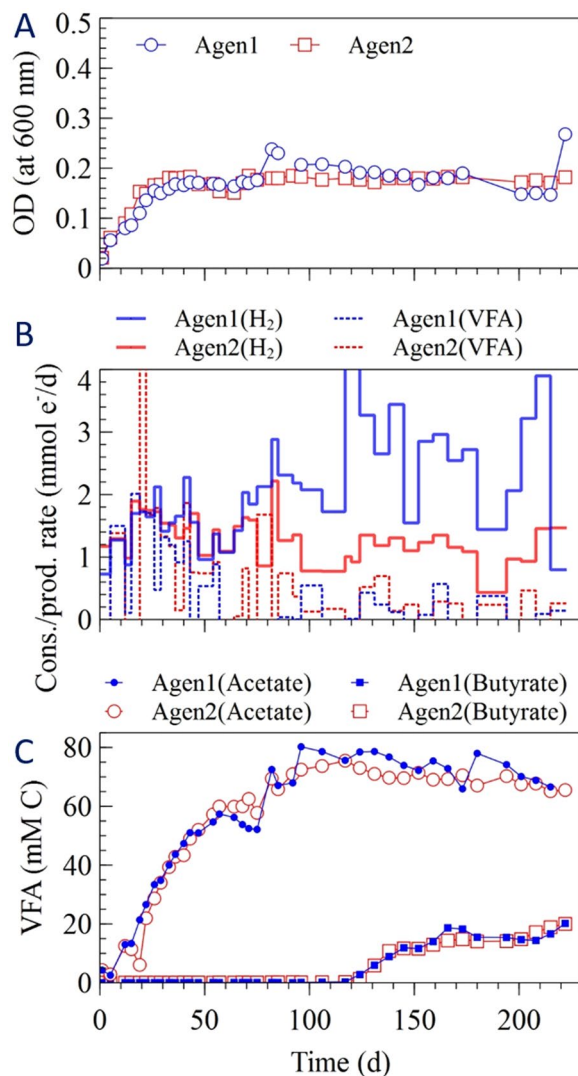 A
0.5
Agen1 Agen2
0.4
0.3
0.2
0.1
0
OD (at 600 nm)
Agen1(H₂) Agen1(VFA)
B
Agen2(H₂) Agen2(VFA)
4
3
2
1
0
Cons./prod. rate (mmol e⁻/d)
Agen1(Acetate) Agen1(Butyrate)
Agen2(Acetate) Agen2(Butyrate)
C
80
60
40
20
0
VFA (mM C)
0 50 100 150 200
Time (d)